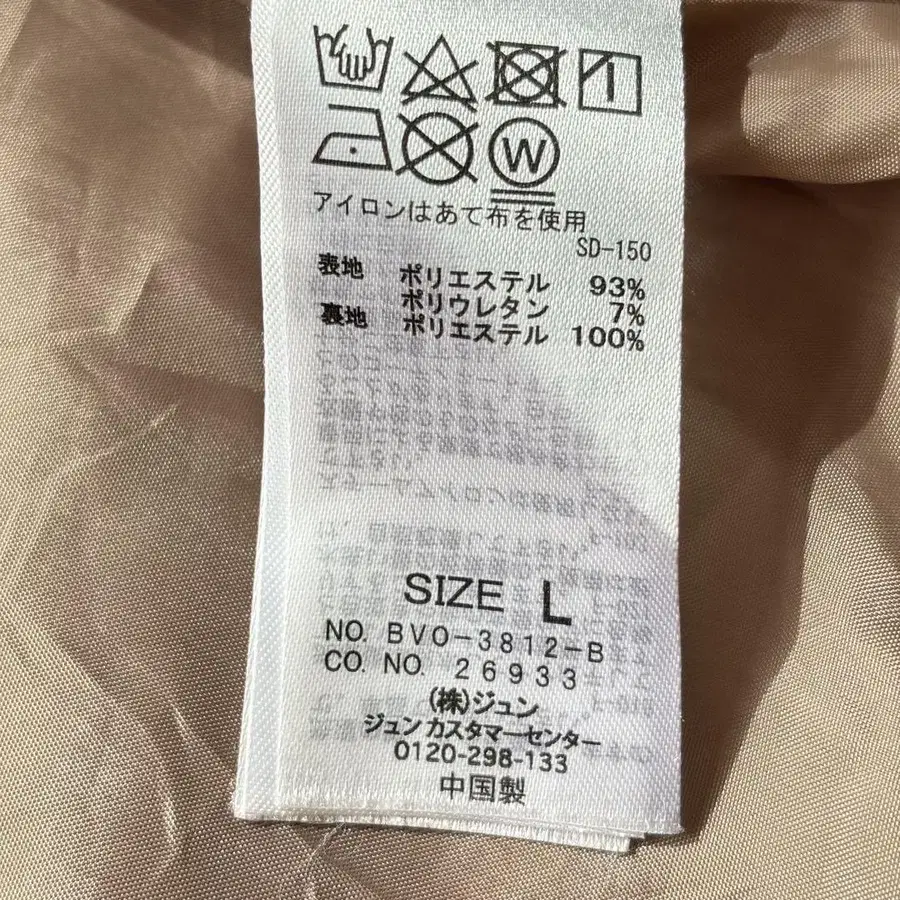 W
アイロンはあて布を使用
SD-150
表地 ポリエステル 93%
ポリウレタン 7%
裏地 ポリエステル 100%
SIZE L
NO. BVO-3812-B
CO. NO. 26933
(株)ジュン
ジュン カスタマーセンター
0120-298-133
中国製